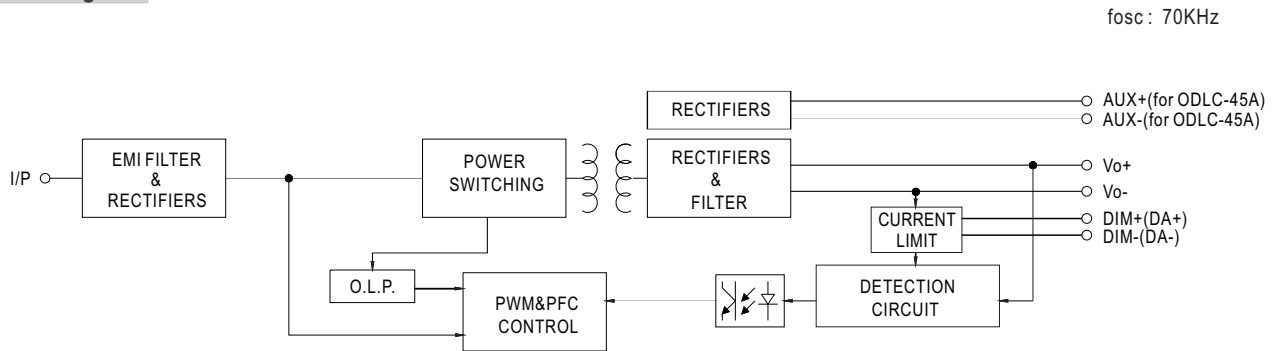 fosc : 70KHz
RECTIFIERS
AUX+(for ODLC-45A)
AUX-(for ODLC-45A)
I/P
EMI FILTER
&
RECTIFIERS
POWER
SWITCHING
RECTIFIERS
&
FILTER
Vo+
Vo-
CURRENT
LIMIT
DIM+(DA+)
DIM-(DA-)
O.L.P.
PWM&PFC
CONTROL
DETECTION
CIRCUIT